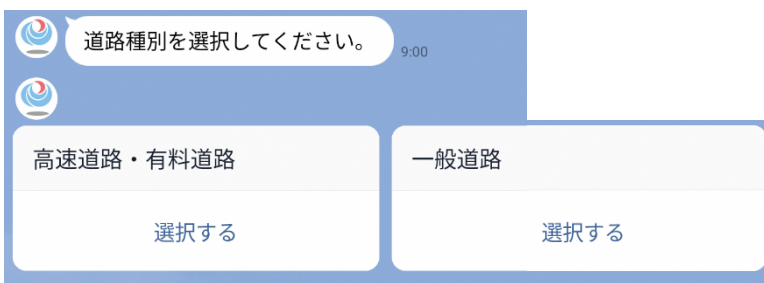 道路種別を選択してください。
9:00
高速道路・有料道路
選択する
一般道路
選択する